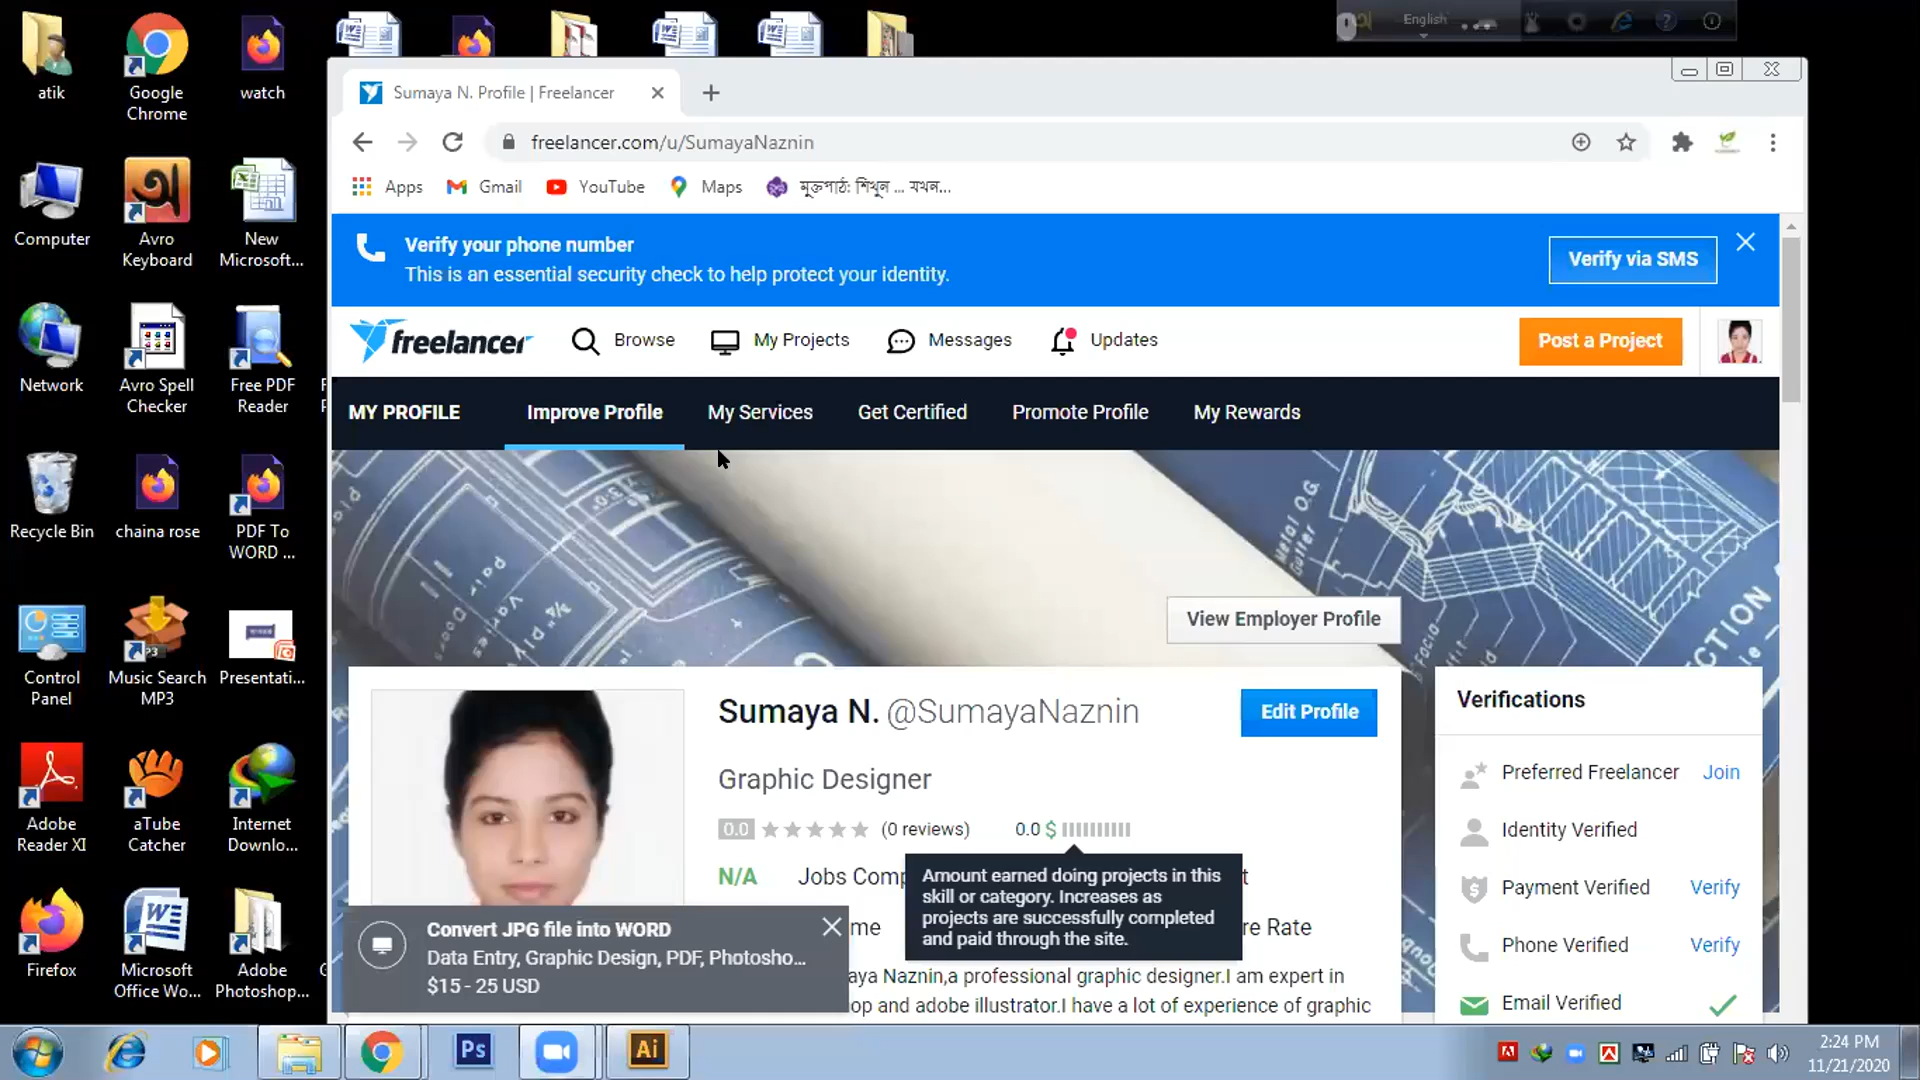 English
atik
Google
Chrome
watch
Computer
Avro
Keyboard
New
Microsoft...
Network
Avro Spell
Checker
Free PDF
Reader
Recycle Bin
chaina rose
PDF To
WORD ...
Control
Panel
Music Search
MP3
Presentati...
Adobe
Reader XI
aTube
Catcher
Internet
Downlo...
Firefox
Microsoft
Office Wo...
Adobe
Photoshop...
Sumaya N. Profile | Freelancer
freelancer.com/u/SumayaNaznin
Apps
Gmail
YouTube
Maps
মুক্তপাঠ: শিখুন ... যখন...
Verify your phone number
This is an essential security check to help protect your identity.
Verify via SMS
freelancer
Browse
My Projects
Messages
Updates
Post a Project
MY PROFILE
Improve Profile
My Services
Get Certified
Promote Profile
My Rewards
View Employer Profile
Sumaya N. @SumayaNaznin
Edit Profile
Graphic Designer
0.0
(0 reviews)
0.0 $
N/A
Jobs Comp
t
Amount earned doing projects in this
skill or category. Increases as
projects are successfully completed
and paid through the site.
me
re Rate
aya Naznin,a professional graphic designer.I am expert in
op and adobe illustrator.I have a lot of experience of graphic
Convert JPG file into WORD
Data Entry, Graphic Design, PDF, Photosho...
$15 - 25 USD
Verifications
Preferred Freelancer
Join
Identity Verified
Payment Verified
Verify
Phone Verified
Verify
Email Verified
Ps
Ai
2:24 PM
11/21/2020